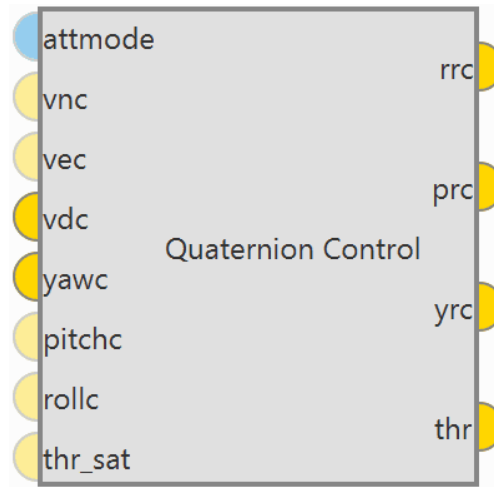 attmode
vnc
vec
vdc
yawc
pitchc
rollc
thr_sat
Quaternion Control
rrc
prc
yrc
thr